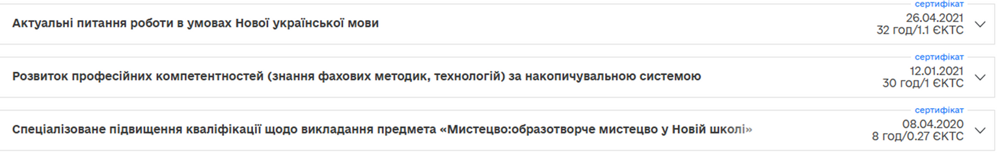 сертифікат
Актуальні питання роботи в умовах Нової української мови
26.04.2021
32 год/1.1 ЄКТС
сертифікат
Розвиток професійних компетентностей (знання фахових методик, технологій) за накопичувальною системою
12.01.2021
30 год/1 ЄКТС
сертифікат
Спеціалізоване підвищення кваліфікації щодо викладання предмета «Мистецво:образотворче мистецво у Новій школі»
08.04.2020
8 год/0.27 ЄКТС